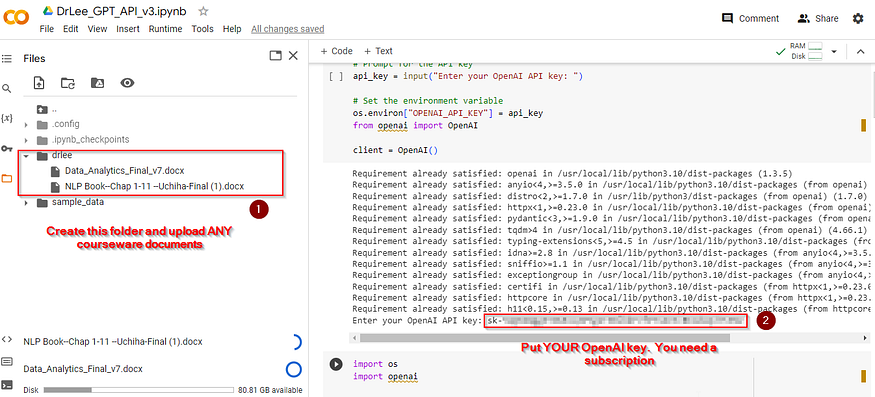 DrLee_GPT_API_v3.ipynb
File Edit View Insert Runtime Tools Help All changes saved
Comment Share
Files
..
.config
.ipynb_checkpoints
drlee
Data_Analytics_Final_v7.docx
NLP Book--Chap 1-11 --Uchiha-Final (1).docx
sample_data
1
Create this folder and upload ANY
courseware documents
NLP Book--Chap 1-11 --Uchiha-Final (1).docx
Data_Analytics_Final_v7.docx
Disk 80.81 GB available
+ Code + Text
RAM
Disk
# Prompt for the API key
[ ] api_key = input("Enter your OpenAI API key: ")
# Set the environment variable
os.environ["OPENAI_API_KEY"] = api_key
from openai import OpenAI
client = OpenAI()
Requirement already satisfied: openai in /usr/local/lib/python3.10/dist-packages (1.3.5)
Requirement already satisfied: anyio<4,>=3.5.0 in /usr/local/lib/python3.10/dist-packages (from openai)
Requirement already satisfied: distro<2,>=1.7.0 in /usr/local/lib/python3.10/dist-packages (from openai) (1.7.0)
Requirement already satisfied: httpx<1,>=0.23.0 in /usr/local/lib/python3.10/dist-packages (from openai)
Requirement already satisfied: pydantic<3,>=1.9.0 in /usr/local/lib/python3.10/dist-packages (from openai)
Requirement already satisfied: tqdm>4 in /usr/local/lib/python3.10/dist-packages (from openai) (4.66.1)
Requirement already satisfied: typing-extensions<5,>=4.5 in /usr/local/lib/python3.10/dist-packages (fro
Requirement already satisfied: idna>=2.8 in /usr/local/lib/python3.10/dist-packages (from anyio<4,>=3.5.
Requirement already satisfied: sniffio>=1.1 in /usr/local/lib/python3.10/dist-packages (from anyio<4,>=3
Requirement already satisfied: exceptiongroup in /usr/local/lib/python3.10/dist-packages (from anyio<4,>
Requirement already satisfied: certifi in /usr/local/lib/python3.10/dist-packages (from httpx<1,>=0.23.0
Requirement already satisfied: httpcore in /usr/local/lib/python3.10/dist-packages (from httpx<1,>=0.23.
Requirement already satisfied: h11<0.15,>=0.13 in /usr/local/lib/python3.10/dist-packages (from httpcore
Enter your OpenAI API key: sk-
2
Put YOUR OpenAI key. You need a
subscription
import os
import openai